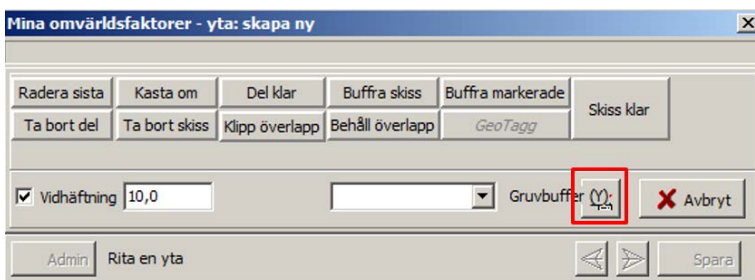 Mina omvärldsfaktorer - yta: skapa ny
Radera sista Kasta om Del klar Buffra skiss Buffra markerade Skiss klar
Ta bort del Ta bort skiss Klipp överlapp Behåll överlapp GeoTagg
Vidhäftning 10,0 Gruvbuffer (Y): Avbryt
Admin Rita en yta Spara